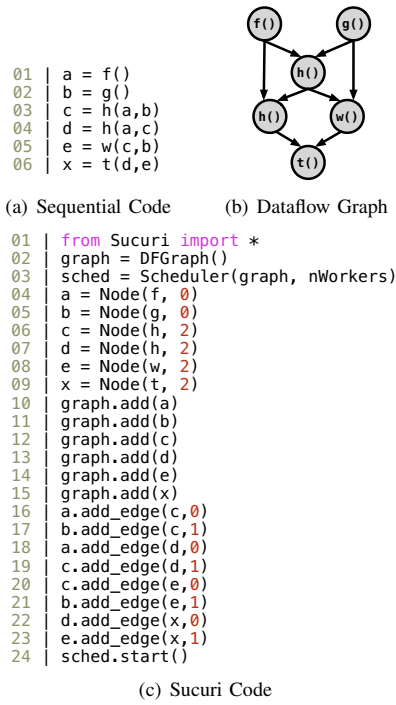 01 | a = f()
02 | b = g()
03 | c = h(a,b)
04 | d = h(a,c)
05 | e = w(c,b)
06 | x = t(d,e)
(a) Sequential Code
f() g()
h()
h() w()
t()
(b) Dataflow Graph
01 | from Sucuri import *
02 | graph = DFGraph()
03 | sched = Scheduler(graph, nWorkers)
04 | a = Node(f, 0)
05 | b = Node(g, 0)
06 | c = Node(h, 2)
07 | d = Node(h, 2)
08 | e = Node(w, 2)
09 | x = Node(t, 2)
10 | graph.add(a)
11 | graph.add(b)
12 | graph.add(c)
13 | graph.add(d)
14 | graph.add(e)
15 | graph.add(x)
16 | a.add_edge(c,0)
17 | b.add_edge(c,1)
18 | a.add_edge(d,0)
19 | c.add_edge(d,1)
20 | c.add_edge(e,0)
21 | b.add_edge(e,1)
22 | d.add_edge(x,0)
23 | e.add_edge(x,1)
24 | sched.start()
(c) Sucuri Code